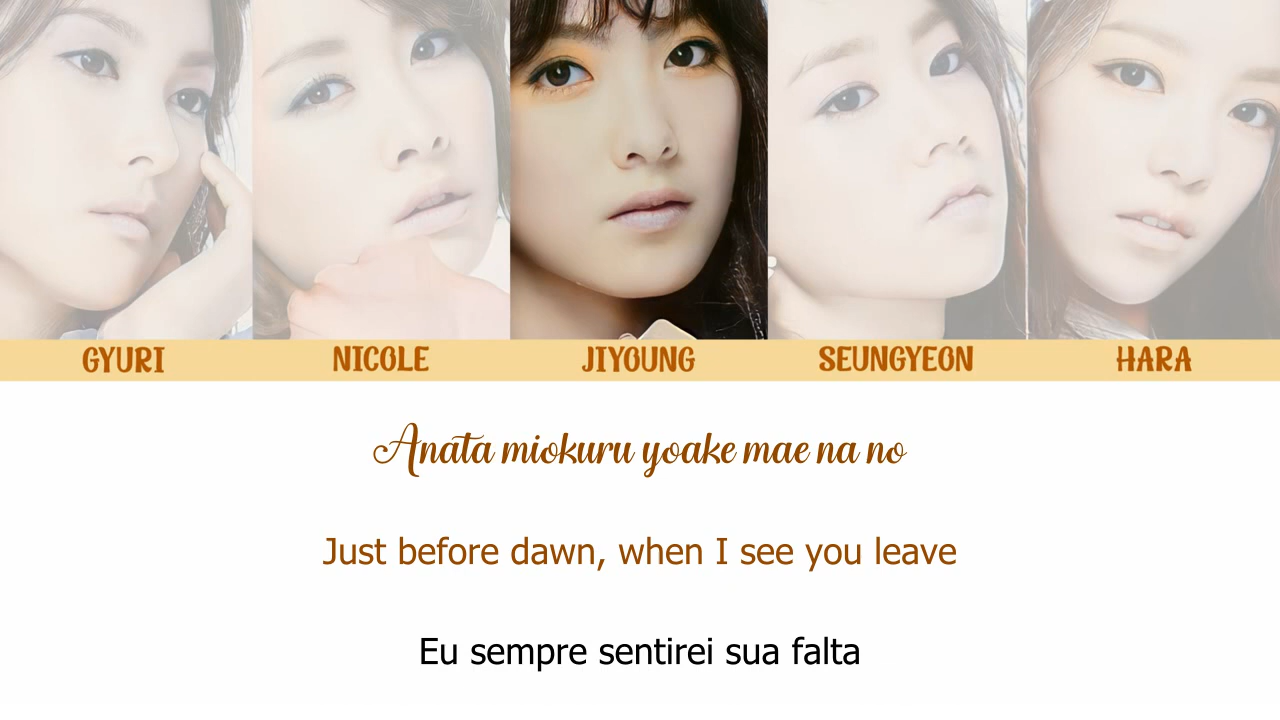 GYURI NICOLE JIYOUNG SEUNGYEON HARA
Anata miokuru yoake mae na no
Just before dawn, when I see you leave
Eu sempre sentirei sua falta